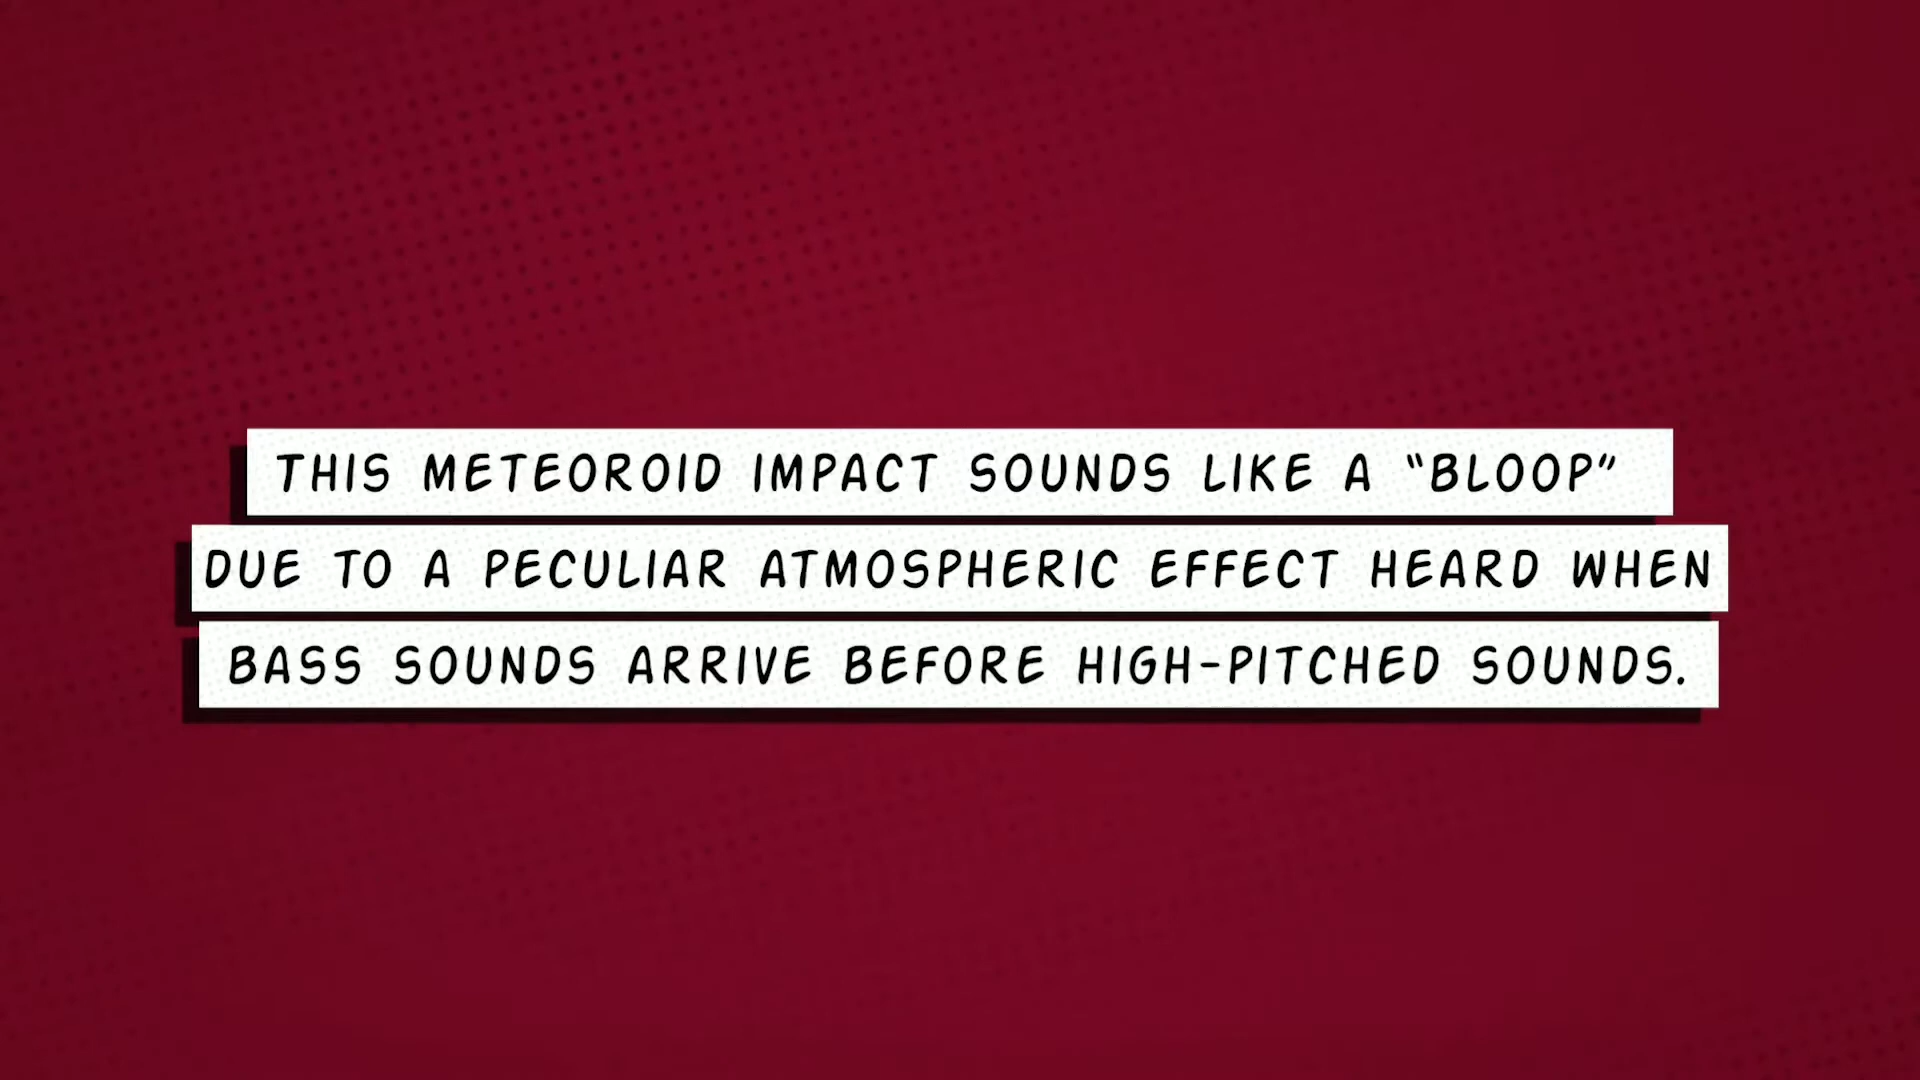 THIS METEOROID IMPACT SOUNDS LIKE A “BLOOP”
DUE TO A PECULIAR ATMOSPHERIC EFFECT HEARD WHEN
BASS SOUNDS ARRIVE BEFORE HIGH-PITCHED SOUNDS.